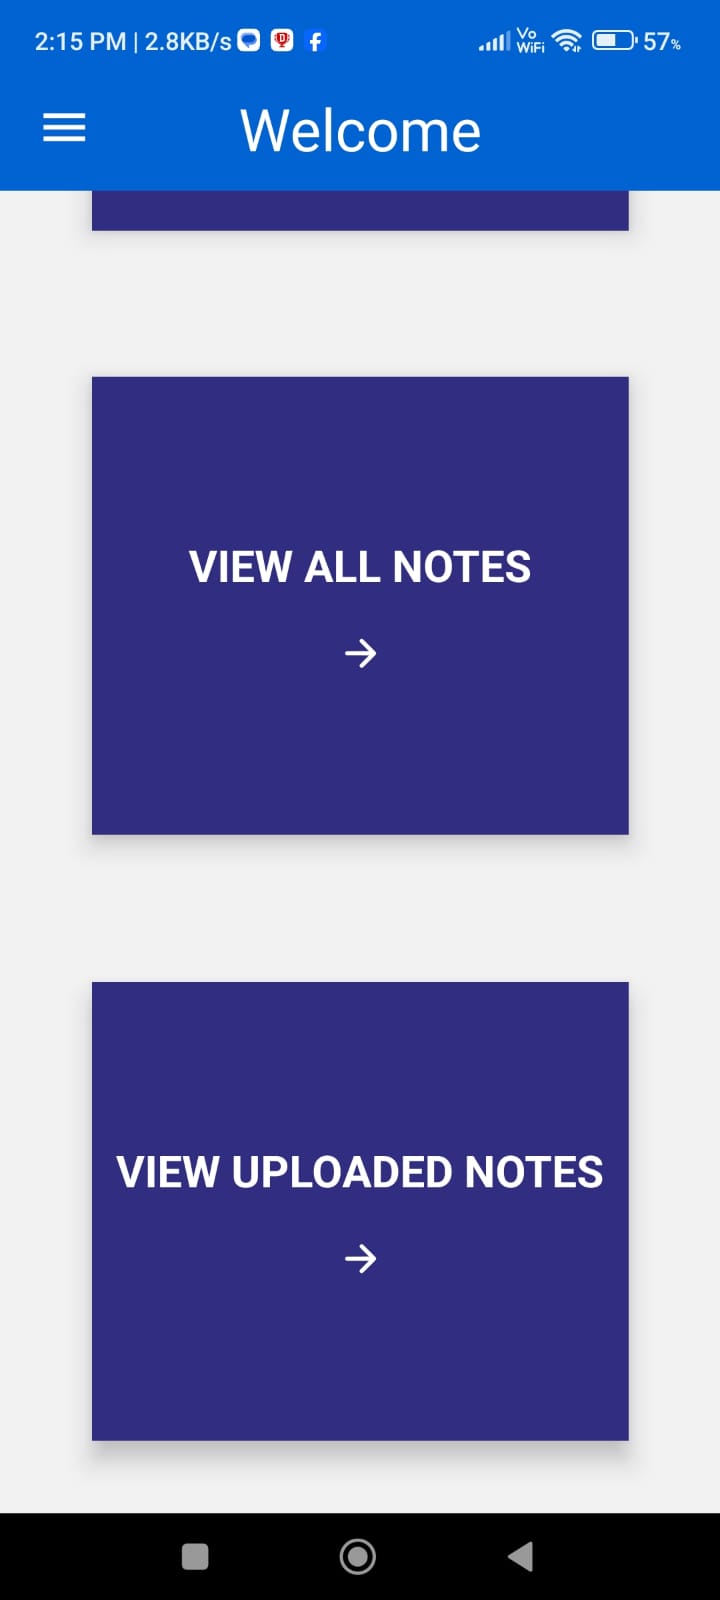 2:15 PM | 2.8KB/s
Vo
WiFi
57%
Welcome
VIEW ALL NOTES
VIEW UPLOADED NOTES